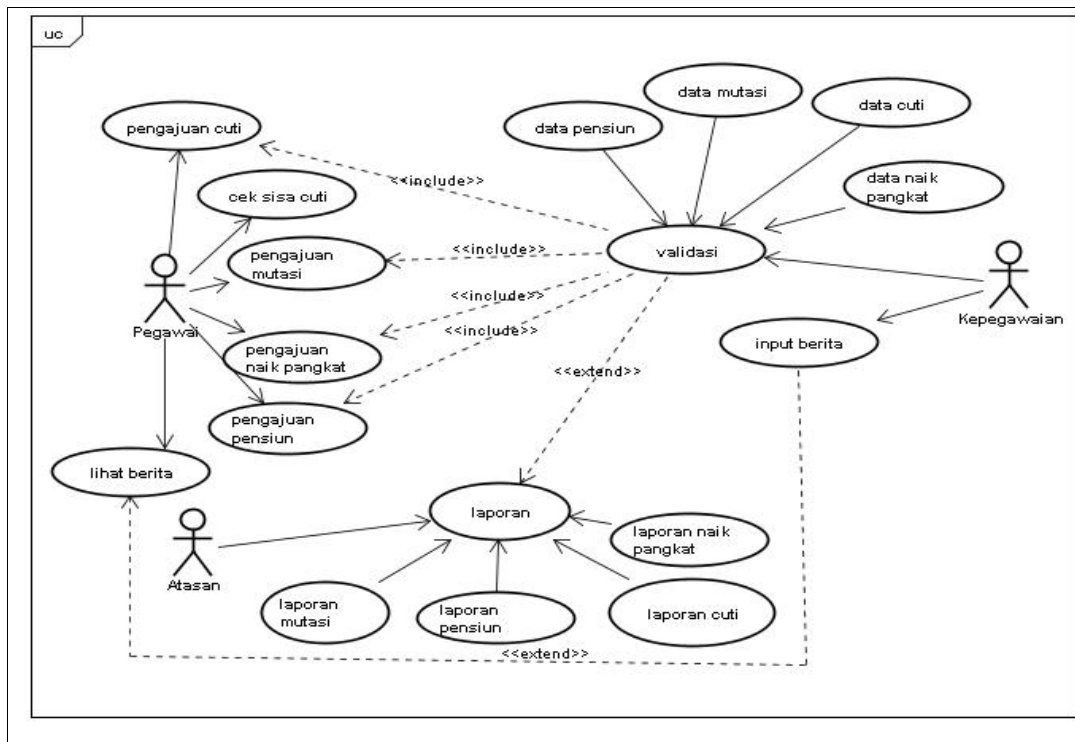 uc
data mutasi
data cuti
pengajuan cuti
data pensiun
<<include>>
cek sisa cuti
data naik
pangkat
<<include>>
validasi
pengajuan
mutasi
<<include>>
Pegawai
Kepegawaian
<<include>>
input berita
pengajuan
naik pangkat
<<extend>>
pengajuan
pensiun
lihat berita
laporan
laporan naik
pangkat
Atasan
laporan
mutasi
laporan
pensiun
laporan cuti
<<extend>>